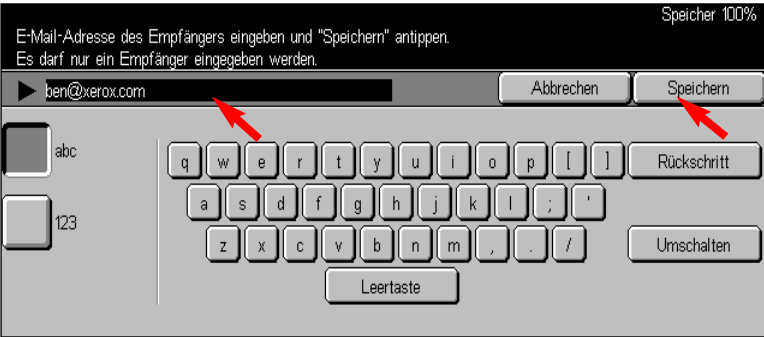 Speicher 100%
E-Mail-Adresse des Empfängers eingeben und "Speichern" antippen.
Es darf nur ein Empfänger eingegeben werden.
ben@xerox.com Abbrechen Speichern
abc
q w e r t y u i o p [ ] Rückschritt
a s d f g h j k l ; '
123
z x c v b n m , . / Umschalten
Leertaste